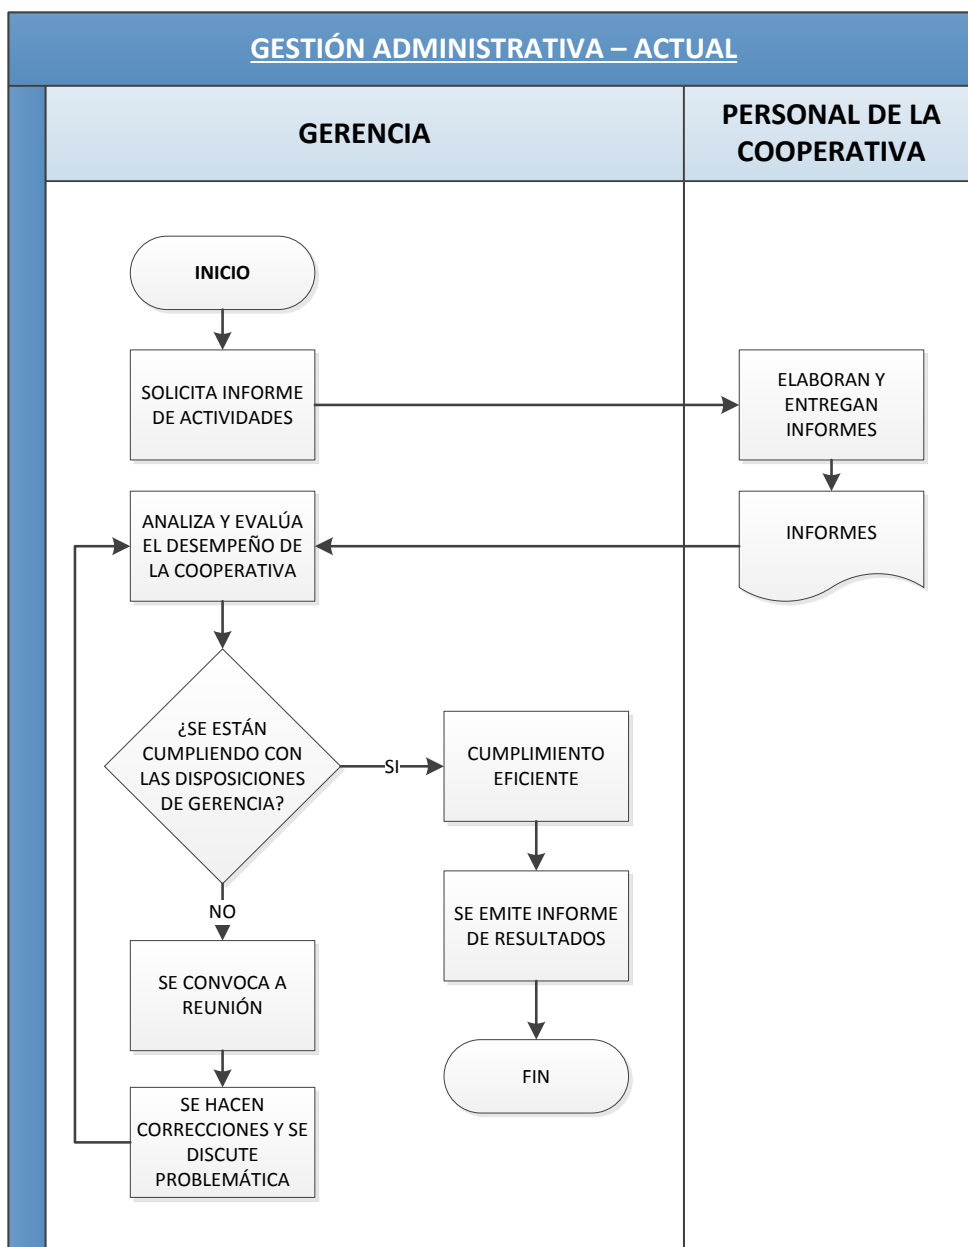 GESTIÓN ADMINISTRATIVA – ACTUAL
GERENCIA
PERSONAL DE LA
COOPERATIVA
INICIO
SOLICITA INFORME
DE ACTIVIDADES
ELABORAN Y
ENTREGAN
INFORMES
ANALIZA Y EVALÚA
EL DESEMPEÑO DE
LA COOPERATIVA
INFORMES
¿SE ESTÁN
CUMPLIENDO CON
LAS DISPOSICIONES
DE GERENCIA?
SI
CUMPLIMIENTO
EFICIENTE
NO
SE EMITE INFORME
DE RESULTADOS
SE CONVOCA A
REUNIÓN
FIN
SE HACEN
CORRECCIONES Y SE
DISCUTE
PROBLEMÁTICA